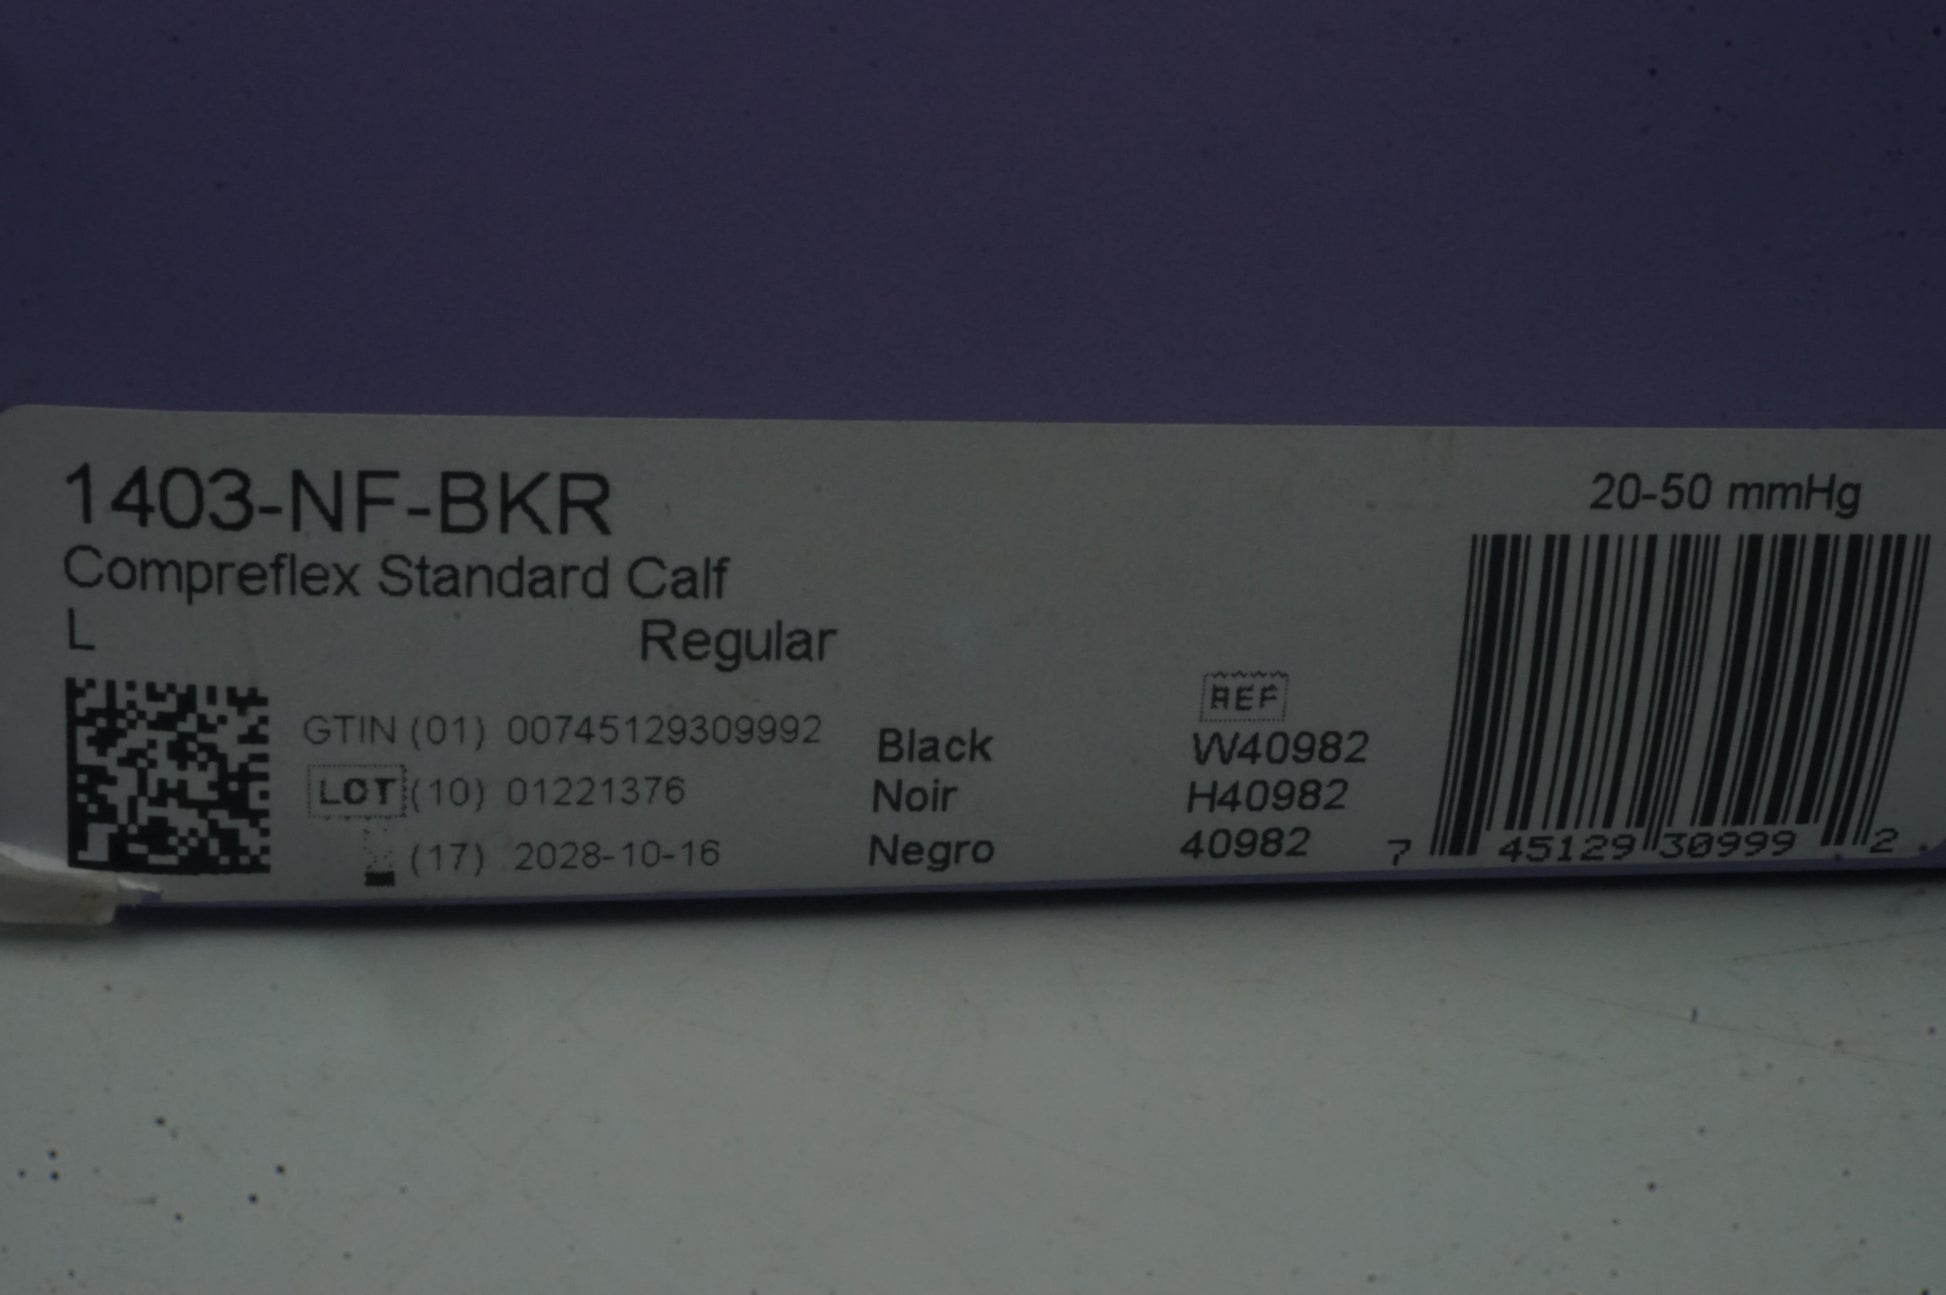 1403-NF-BKR
Compreflex Standard Calf
L Regular
GTIN (01) 00745129309992
LOT (10) 01221376
(17) 2028-10-16
Black
Noir
Negro
REF
W40982
H40982
40982
20-50 mmHg
7 45129 30999 2